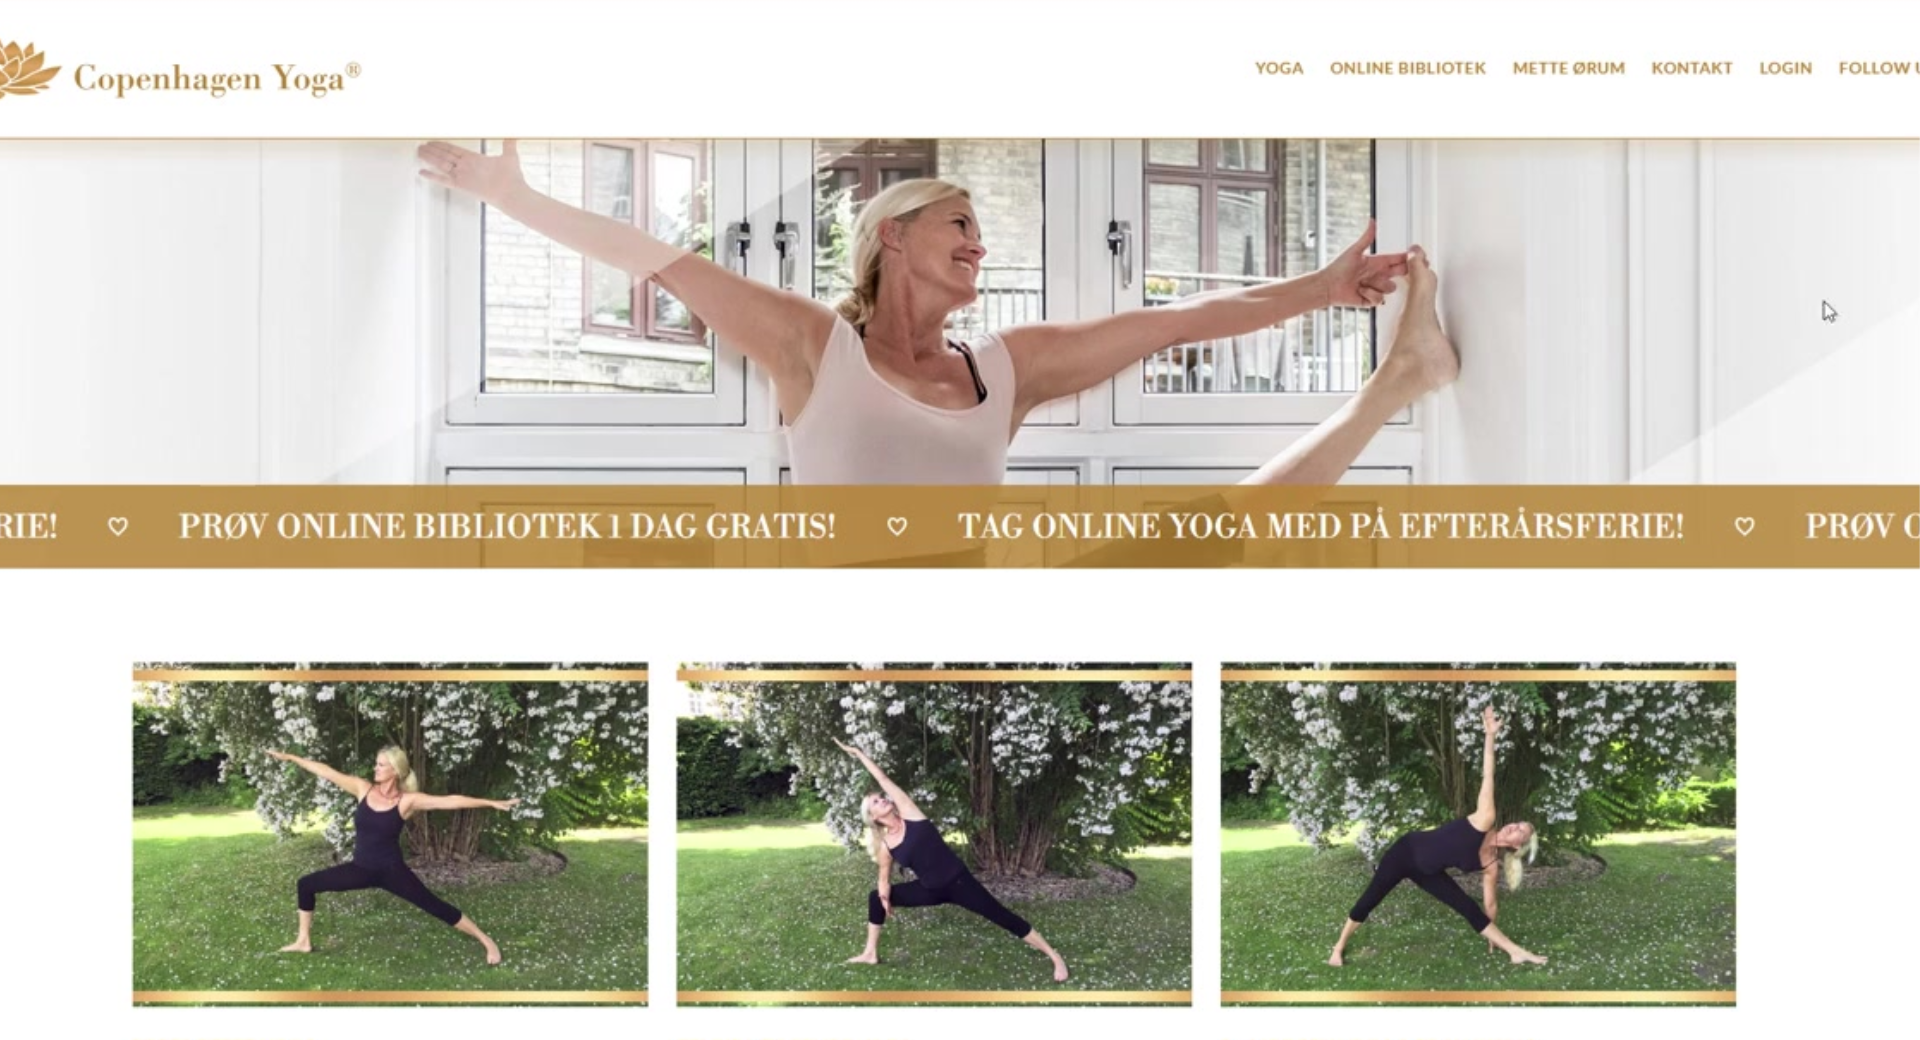 Copenhagen Yoga®
YOGA ONLINE BIBLIOTEK METTE ØRUM KONTAKT LOGIN FOLLOW
RIE! ♡ PRØV ONLINE BIBLIOTEK 1 DAG GRATIS! ♡ TAG ONLINE YOGA MED PÅ EFTERÅRSFERIE! ♡ PRØV